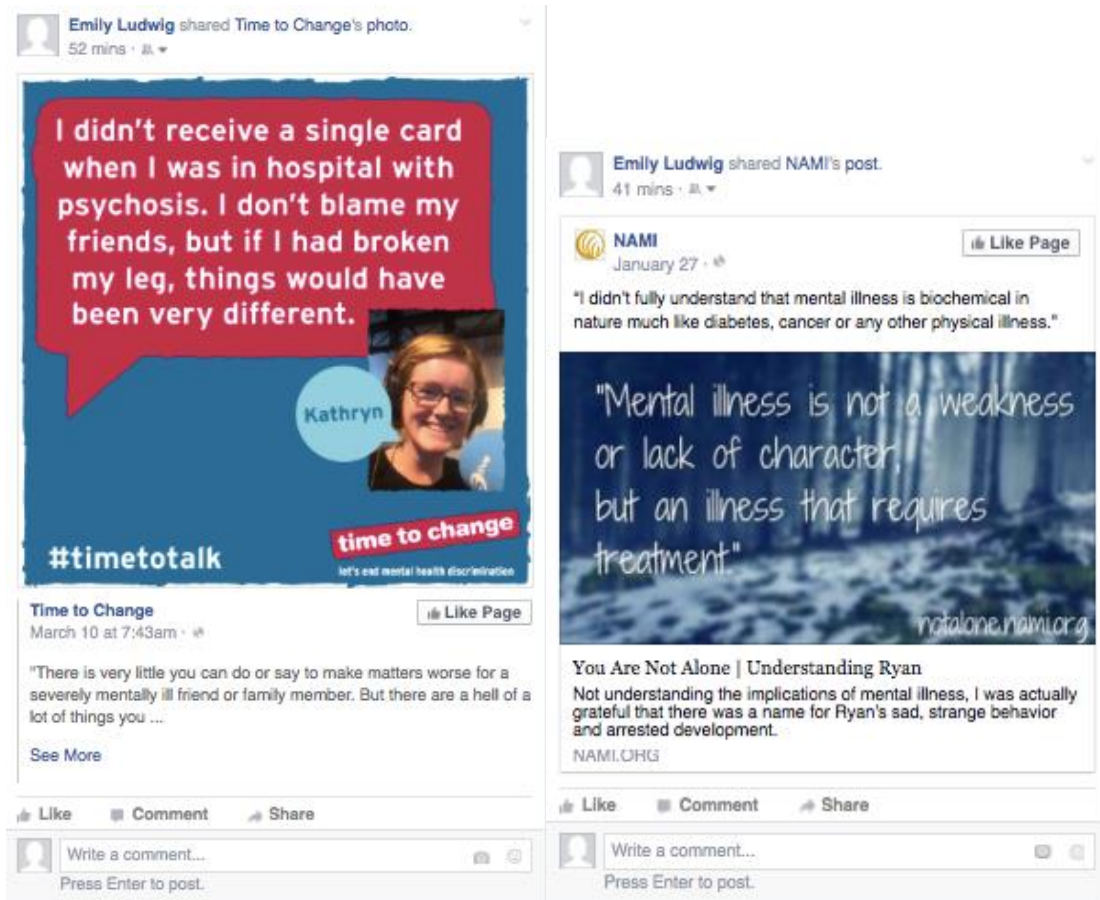 Emily Ludwig shared Time to Change's photo.
52 mins ·
I didn't receive a single card
when I was in hospital with
psychosis. I don't blame my
friends, but if I had broken
my leg, things would have
been very different.
Kathryn
#timetotalk
time to change
let's end mental health discrimination
Time to Change
Like Page
March 10 at 7:43am ·
"There is very little you can do or say to make matters worse for a
severely mentally ill friend or family member. But there are a hell of a
lot of things you ...
See More
Like Comment Share
Write a comment...
Press Enter to post.
Emily Ludwig shared NAMI's post.
41 mins ·
NAMI
Like Page
January 27 ·
"I didn't fully understand that mental illness is biochemical in
nature much like diabetes, cancer or any other physical illness."
"Mental illness is not a weakness
or lack of character,
but an illness that requires
treatment."
notalone.nami.org
You Are Not Alone | Understanding Ryan
Not understanding the implications of mental illness, I was actually
grateful that there was a name for Ryan's sad, strange behavior
and arrested development.
NAMI.ORG
Like Comment Share
Write a comment...
Press Enter to post.